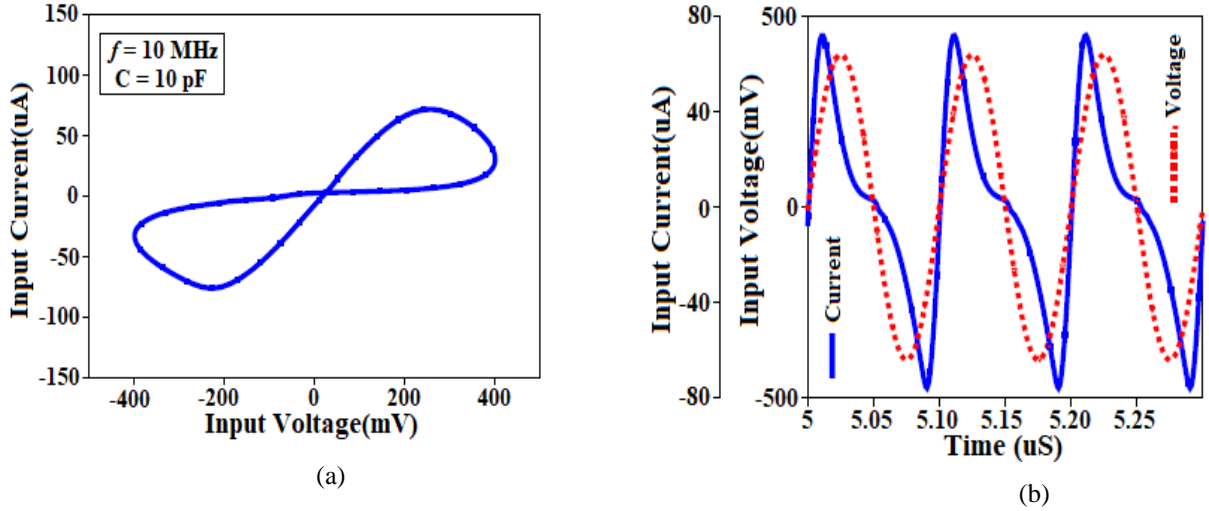 150
100
50
0
-50
-100
-150
Input Current(uA)
f = 10 MHz
C = 10 pF
-400
-200
0
200
400
Input Voltage(mV)
(a)
80
40
0
-40
-80
Input Current(uA)
500
0
-500
Input Voltage(mV)
Current
Voltage
5
5.05
5.10
5.15
5.20
5.25
Time (uS)
(b)